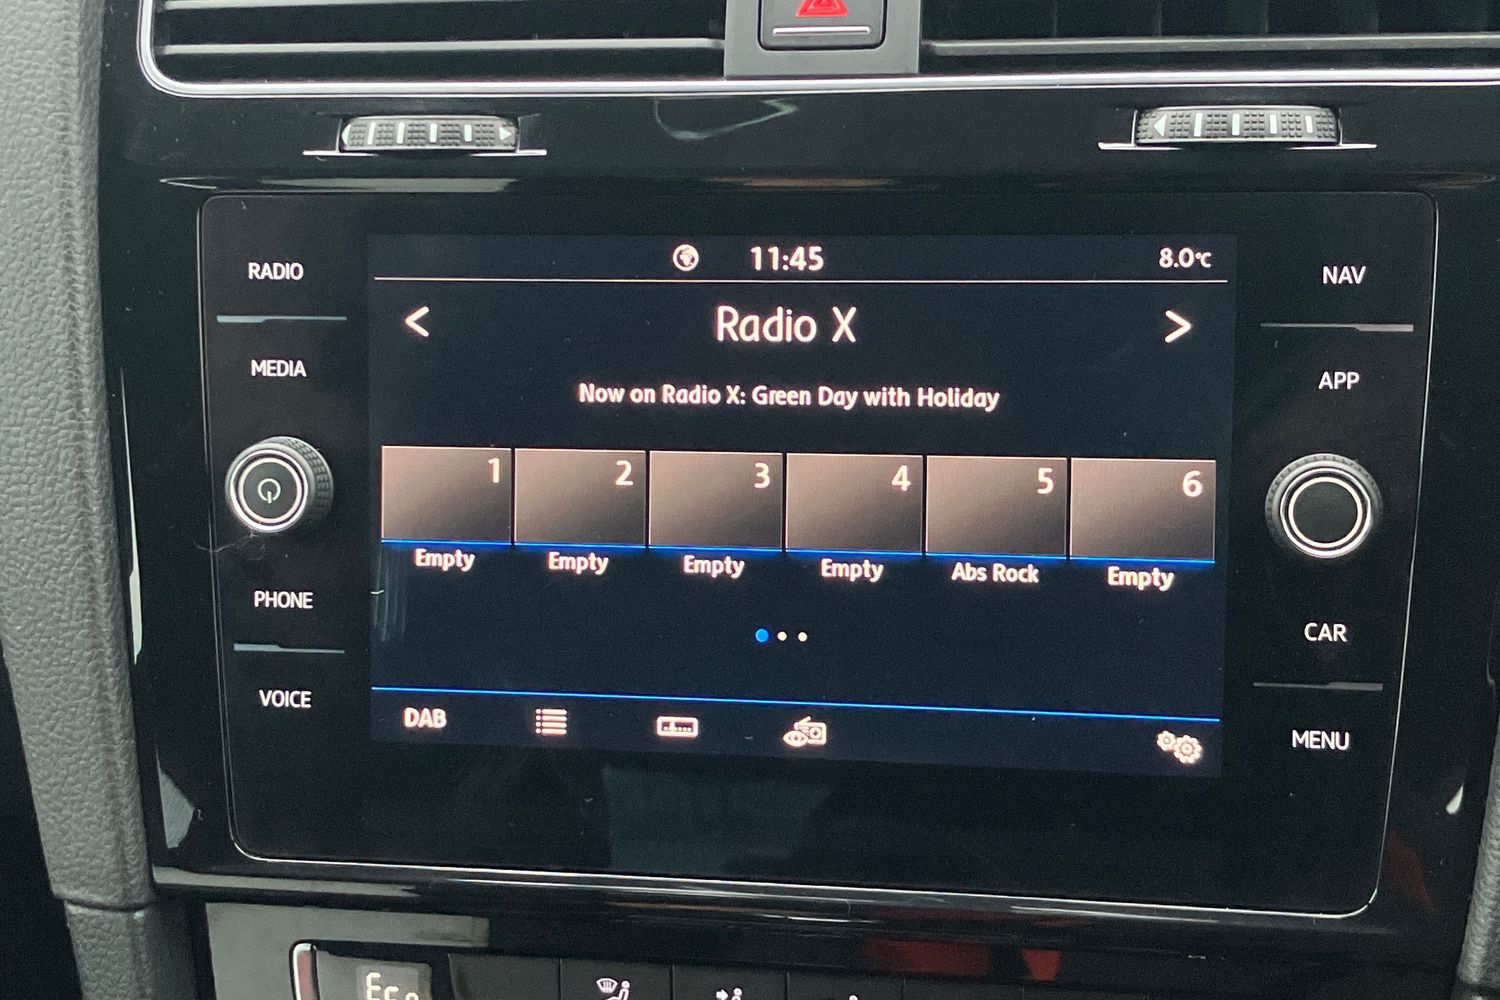 11:45
8.0°C
RADIO
NAV
< Radio X >
MEDIA
APP
Now on Radio X: Green Day with Holiday
1 2 3 4 5 6
Empty Empty Empty Empty Abs Rock Empty
PHONE
CAR
VOICE
DAB
MENU